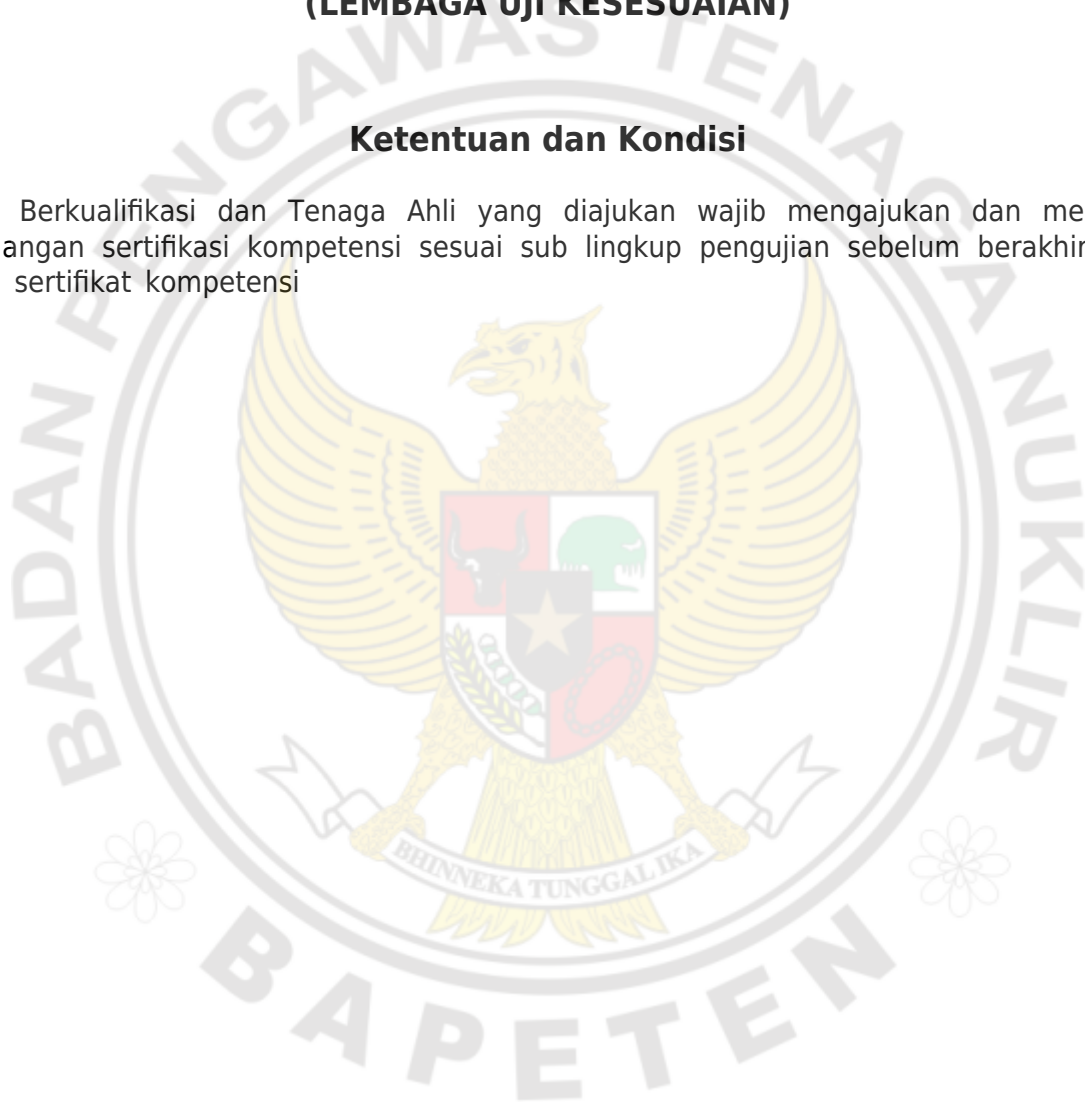 (LEMBAGA UJI KESESUAIAN)
Ketentuan dan Kondisi
Berkualifikasi dan Tenaga Ahli yang diajukan wajib mengajukan dan me
angan sertifikasi kompetensi sesuai sub lingkup pengujian sebelum berakhir
sertifikat kompetensi
BADAN PENGAWAS TENAGA NUKLIR
BHINNEKA TUNGGAL IKA
BAPETEN